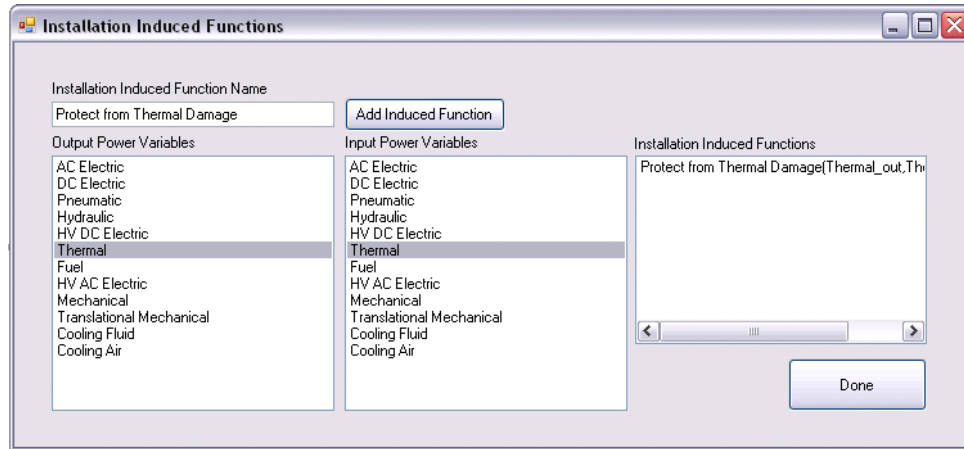 Installation Induced Functions
Installation Induced Function Name
Protect from Thermal Damage
Add Induced Function
Output Power Variables
AC Electric
DC Electric
Pneumatic
Hydraulic
HV DC Electric
Thermal
Fuel
HV AC Electric
Mechanical
Translational Mechanical
Cooling Fluid
Cooling Air
Input Power Variables
AC Electric
DC Electric
Pneumatic
Hydraulic
HV DC Electric
Thermal
Fuel
HV AC Electric
Mechanical
Translational Mechanical
Cooling Fluid
Cooling Air
Installation Induced Functions
Protect from Thermal Damage(Thermal_out,The
Done